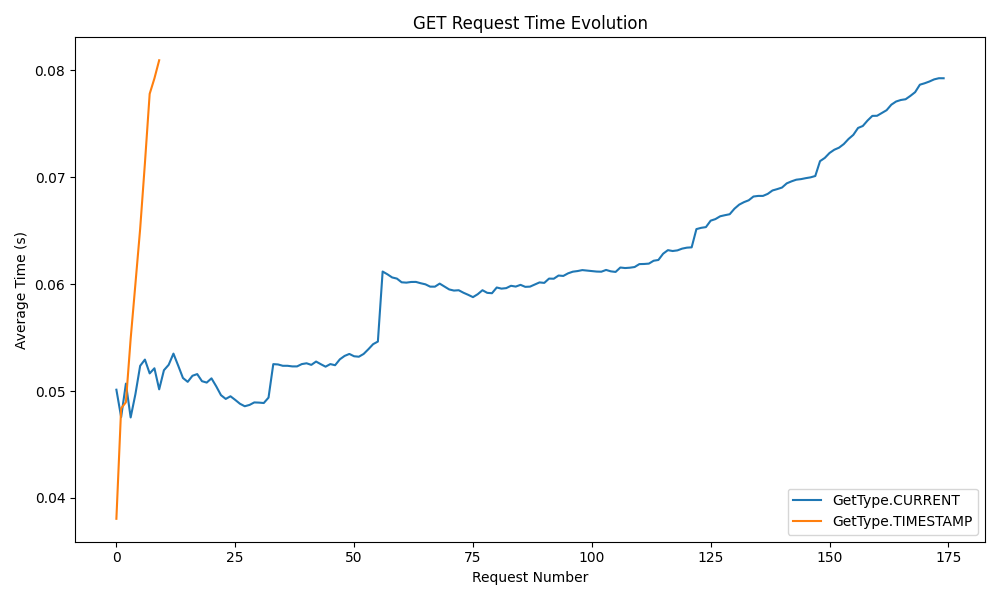 GET Request Time Evolution
Average Time (s)
0.08
0.07
0.06
0.05
0.04
0 25 50 75 100 125 150 175
Request Number
GetType.CURRENT
GetType.TIMESTAMP